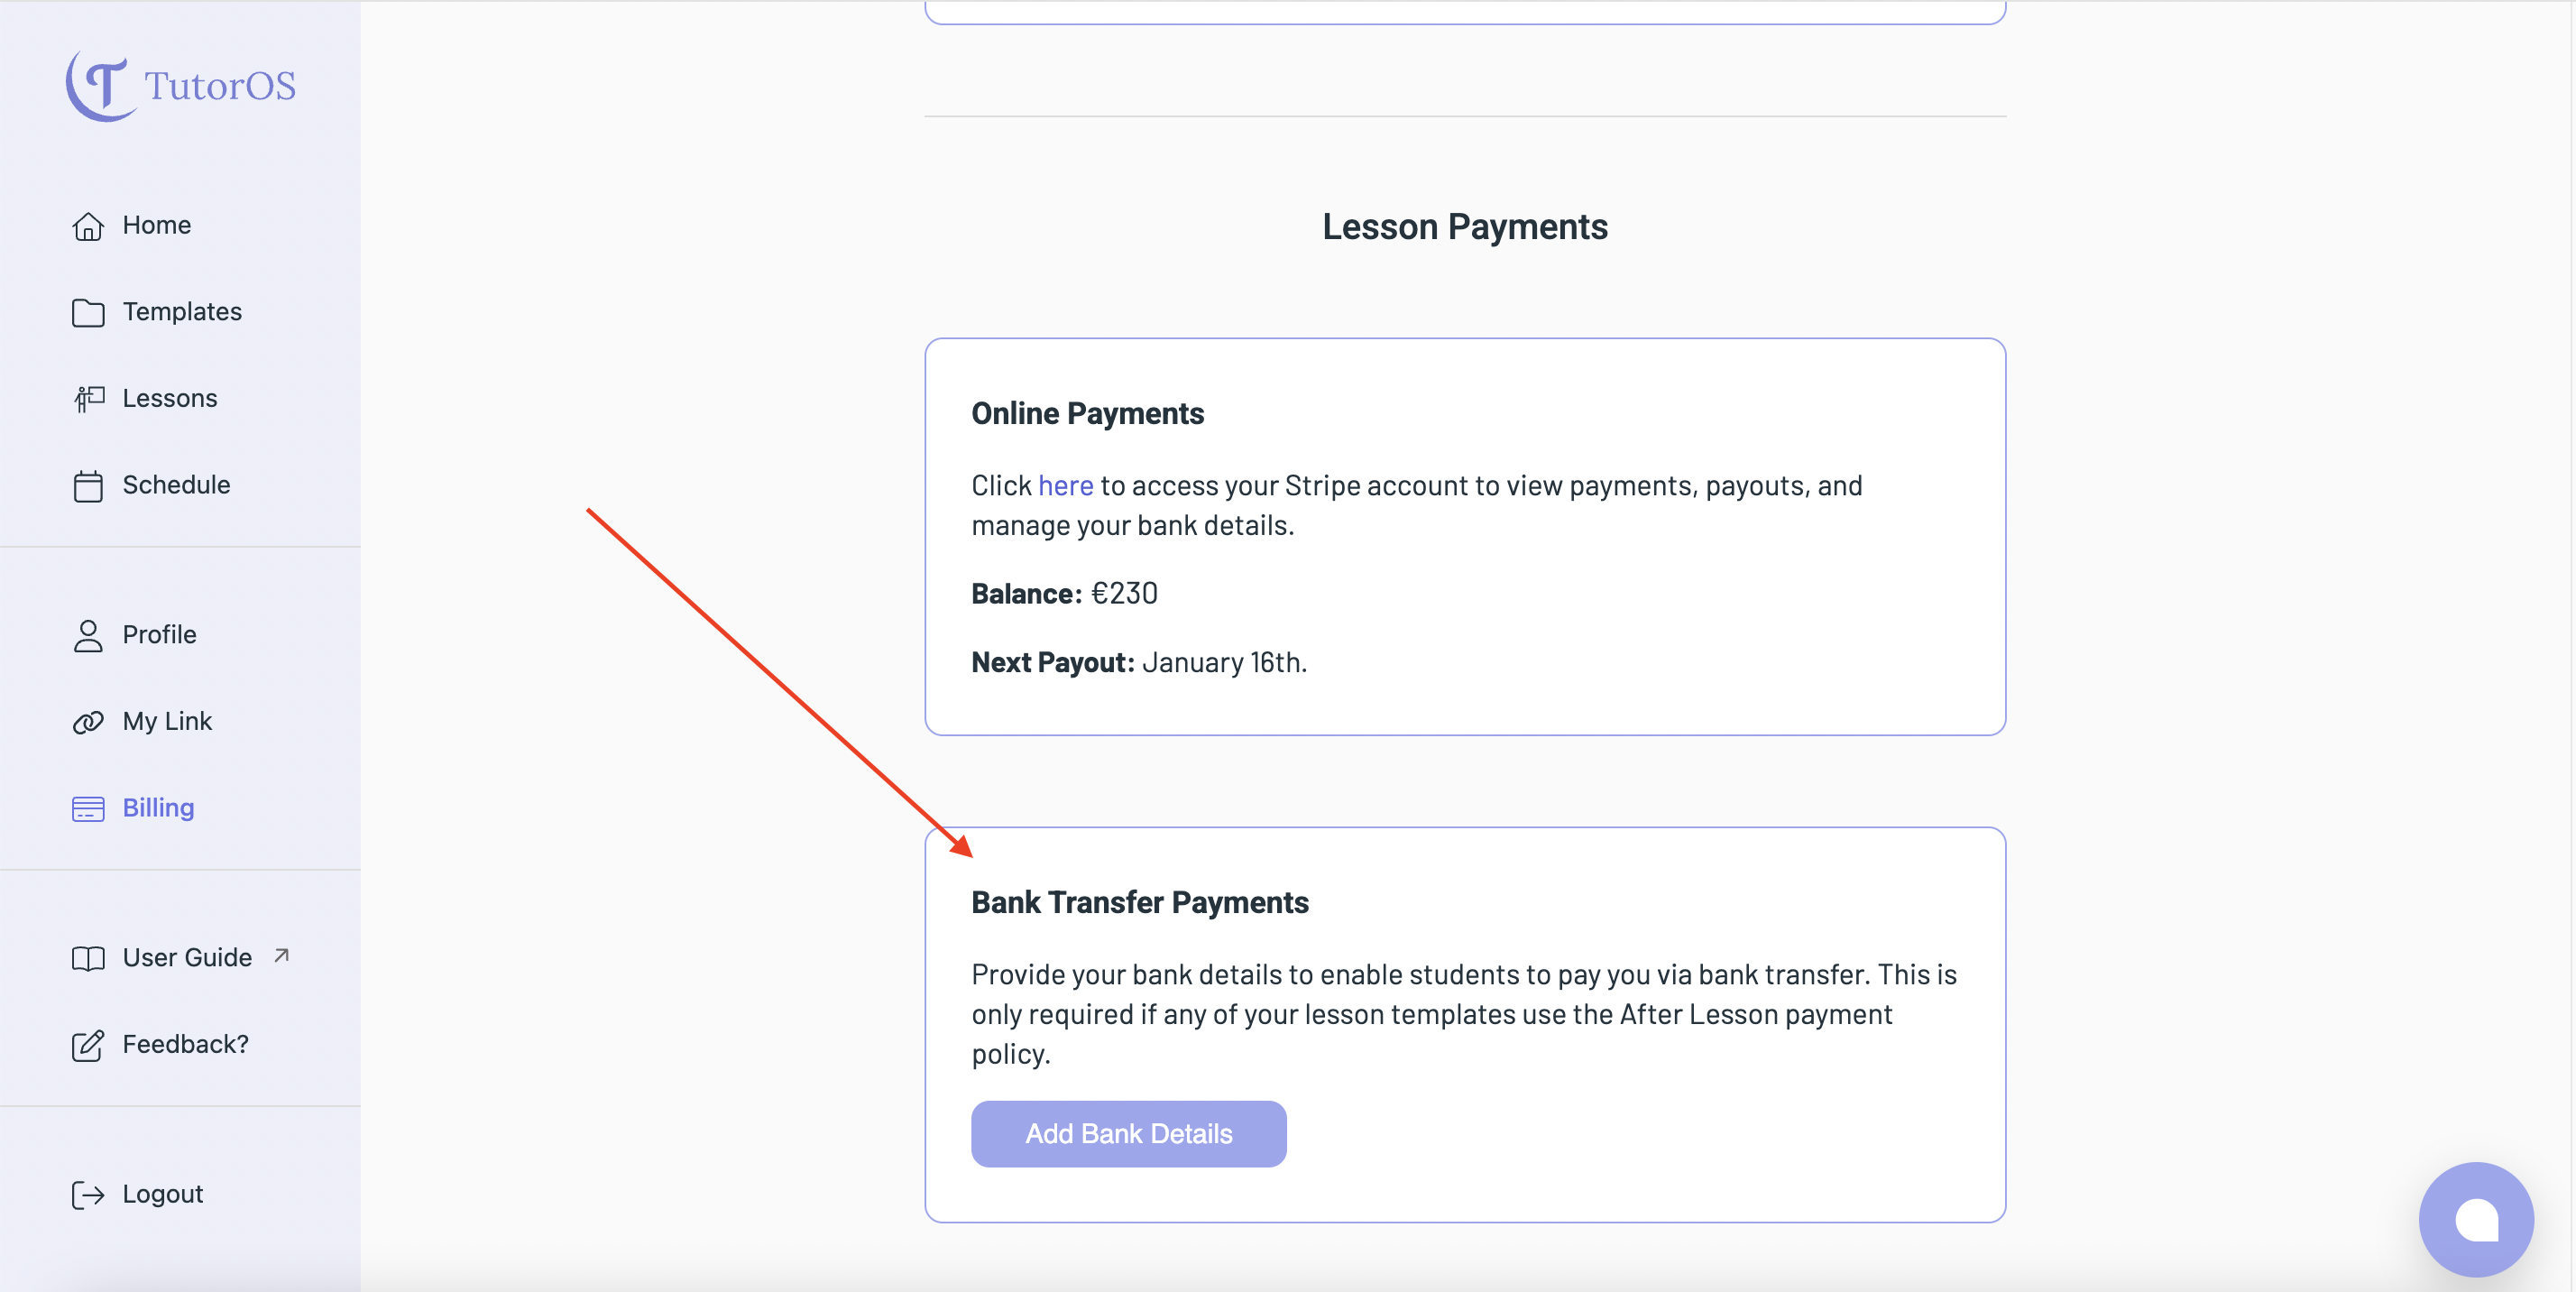 TutorOS
Home
Templates
Lessons
Schedule
Profile
My Link
Billing
User Guide
Feedback?
Logout
Lesson Payments
Online Payments
Click here to access your Stripe account to view payments, payouts, and
manage your bank details.
Balance: €230
Next Payout: January 16th.
Bank Transfer Payments
Provide your bank details to enable students to pay you via bank transfer. This is
only required if any of your lesson templates use the After Lesson payment
policy.
Add Bank Details